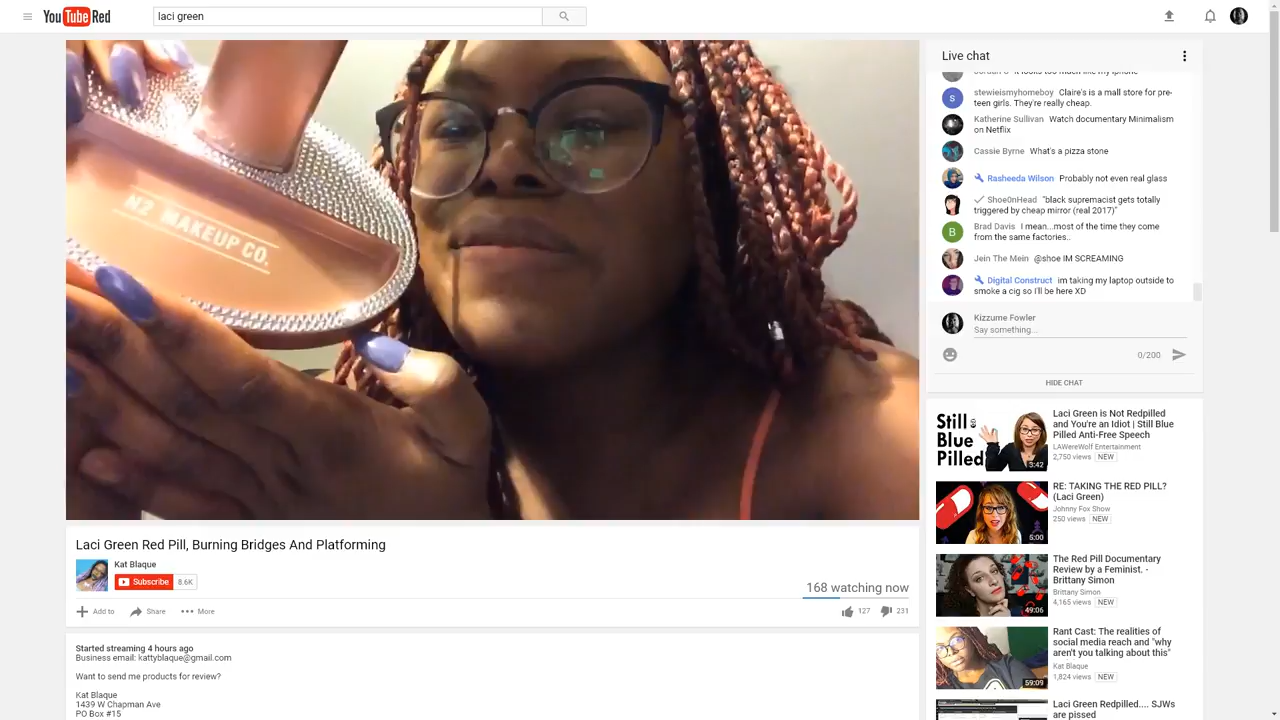 YouTube Red
laci green
N2 MAKEUP CO.
Live chat
it looks too much like my iphone
s
stewieismyhomeboy Claire's is a mall store for pre-
teen girls. They're really cheap.
Katherine Sullivan Watch documentary Minimalism
on Netflix
Cassie Byrne What's a pizza stone
Rasheeda Wilson Probably not even real glass
Shoe0nHead "black supremacist gets totally
triggered by cheap mirror (real 2017)"
B
Brad Davis I mean...most of the time they come
from the same factories..
Jein The Mein @shoe IM SCREAMING
Digital Construct im taking my laptop outside to
smoke a cig so I'll be here XD
Kizzume Fowler
Say something...
0/200
HIDE CHAT
Laci Green Red Pill, Burning Bridges And Platforming
Kat Blaque
Subscribe 8.6K
168 watching now
Add to Share More
127 231
Started streaming 4 hours ago
Business email: kattyblaque@gmail.com
Want to send me products for review?
Kat Blaque
1439 W Chapman Ave
PO Box #15
Still
Blue
Pilled
3:42
Laci Green is Not Redpilled
and You're an Idiot | Still Blue
Pilled Anti-Free Speech
LAWereWolf Entertainment
2,750 views NEW
5:00
RE: TAKING THE RED PILL?
(Laci Green)
Johnny Fox Show
250 views NEW
49:06
The Red Pill Documentary
Review by a Feminist. -
Brittany Simon
Brittany Simon
4,165 views NEW
59:09
Rant Cast: The realities of
social media reach and "why
aren't you talking about this"
Kat Blaque
1,824 views NEW
Laci Green Redpilled.... SJWs
are pissed